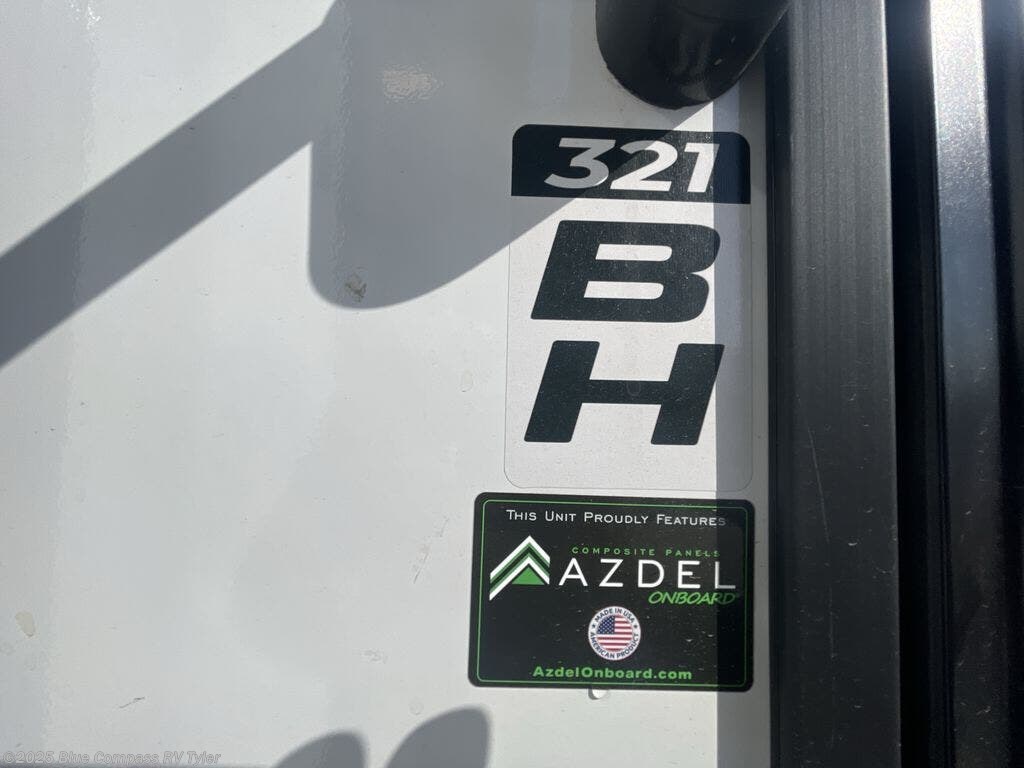 321
B
H
This Unit Proudly Features
COMPOSITE PANELS
AZDEL
ONBOARD®
MADE IN USA
AMERICAN PRODUCT
AzdelOnboard.com
©2025 Blue Compass RV Tyler